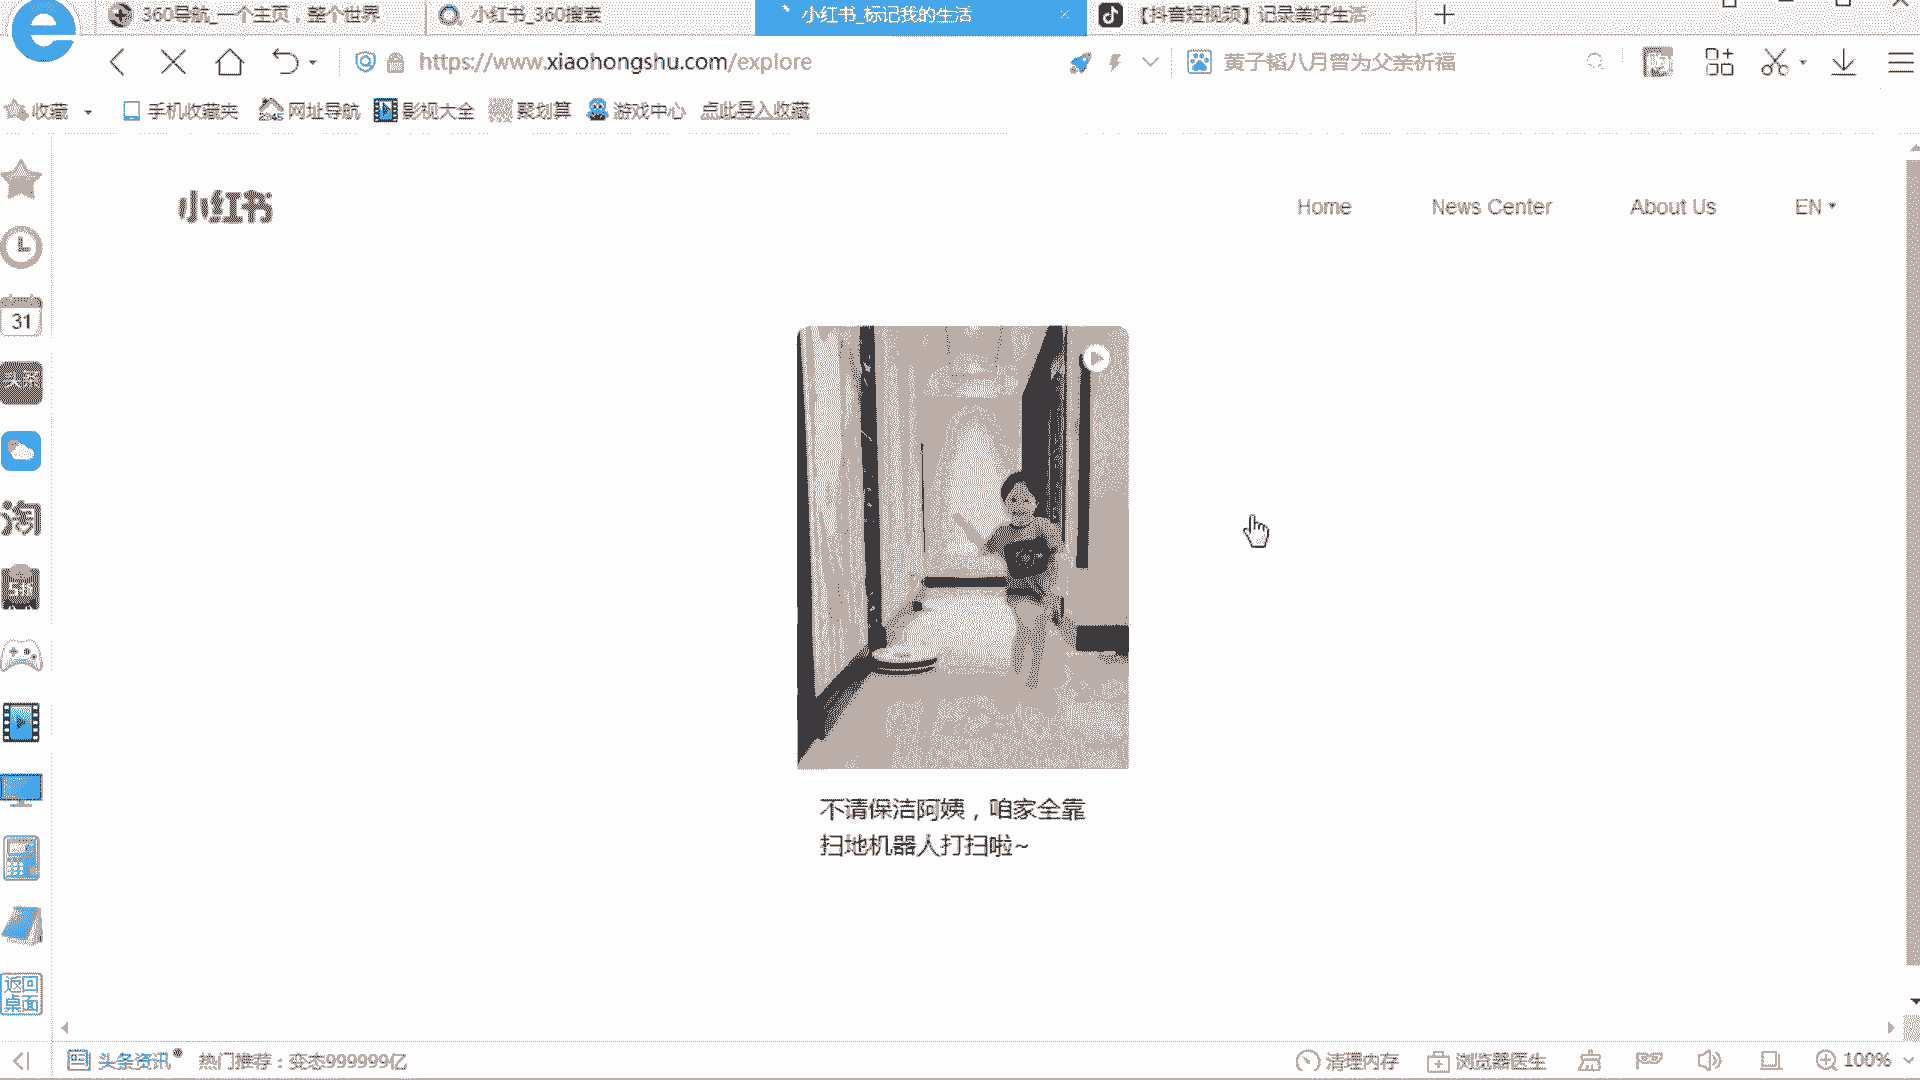 360导航_一个主页，整个世界
小红书_360搜索
小红书_标记我的生活
【抖音短视频】记录美好生活
https://www.xiaohongshu.com/explore
黄子韬八月曾为父亲祈福
收藏
手机收藏夹
网址导航
影视大全
聚划算
游戏中心
点此导入收藏
小红书
Home
News Center
About Us
EN
31
头条
淘
5折
不请保洁阿姨，咱家全靠
扫地机器人打扫啦~
返回
桌面
头条资讯
热门推荐：变态999999亿
清理内存
浏览器医生
100%